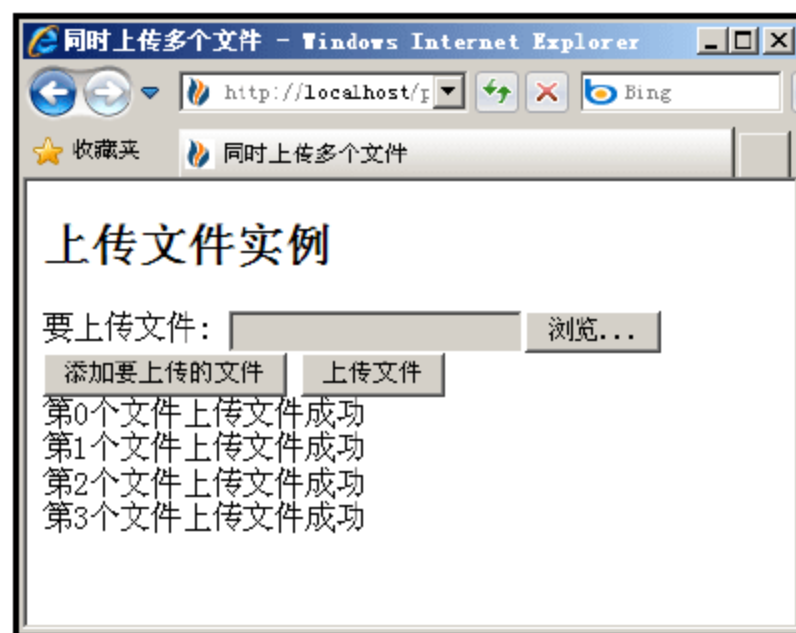 同时上传多个文件 - Windows Internet Explorer
http://localhost/p
Bing
收藏夹
同时上传多个文件
上传文件实例
要上传文件: 浏览...
添加要上传的文件 上传文件
第0个文件上传文件成功
第1个文件上传文件成功
第2个文件上传文件成功
第3个文件上传文件成功